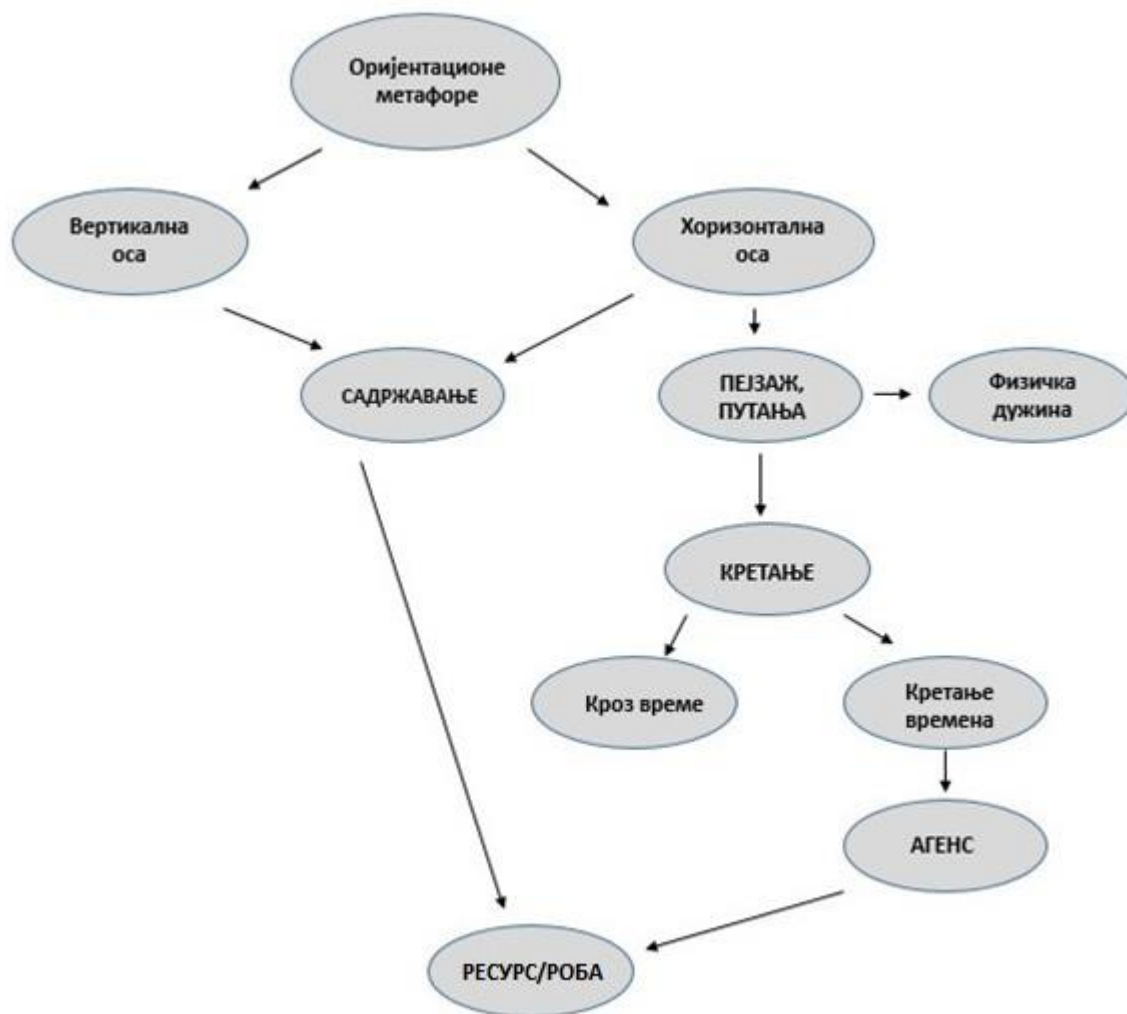 Оријентационе
метафоре
Вертикална
оса
Хоризонтална
оса
САДРЖАВАЊЕ
ПЕЈЗАЖ,
ПУТАЊА
Физичка
дужина
КРЕТАЊЕ
Кроз време
Кретање
времена
АГЕНС
РЕСУРС/РОБА